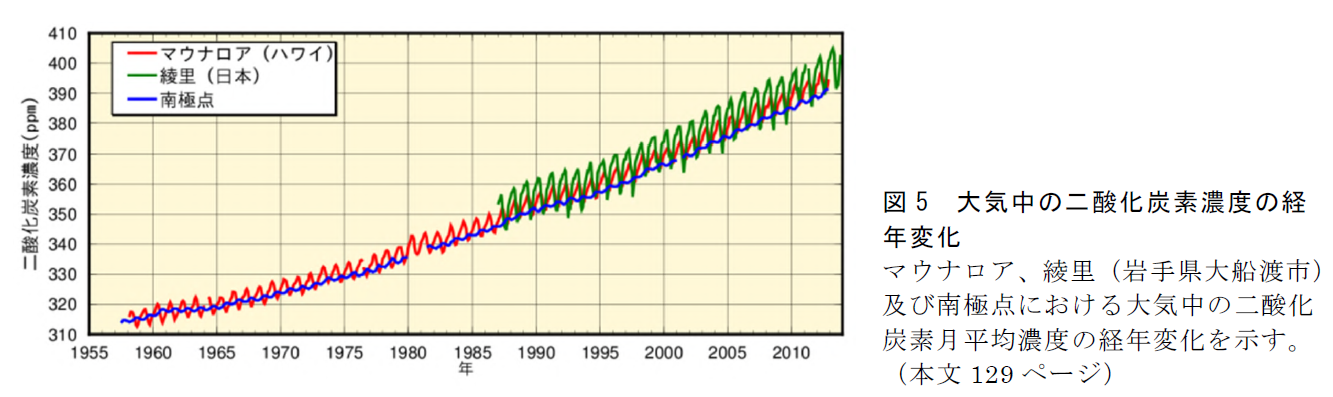 410
400
390
380
370
360
350
340
330
320
310
二酸化炭素濃度(ppm)
マウナロア（ハワイ）
綾里（日本）
南極点
1955 1960 1965 1970 1975 1980 1985 1990 1995 2000 2005 2010
年
図 5　大気中の二酸化炭素濃度の経
年変化
マウナロア、綾里（岩手県大船渡市）
及び南極点における大気中の二酸化
炭素月平均濃度の経年変化を示す。
（本文 129 ページ）